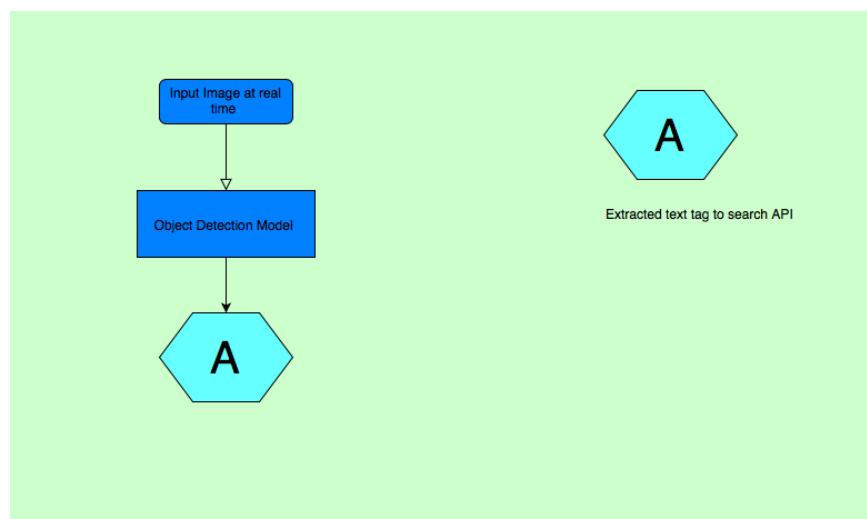 Input Image at real
time
Object Detection Model
A
A
Extracted text tag to search API